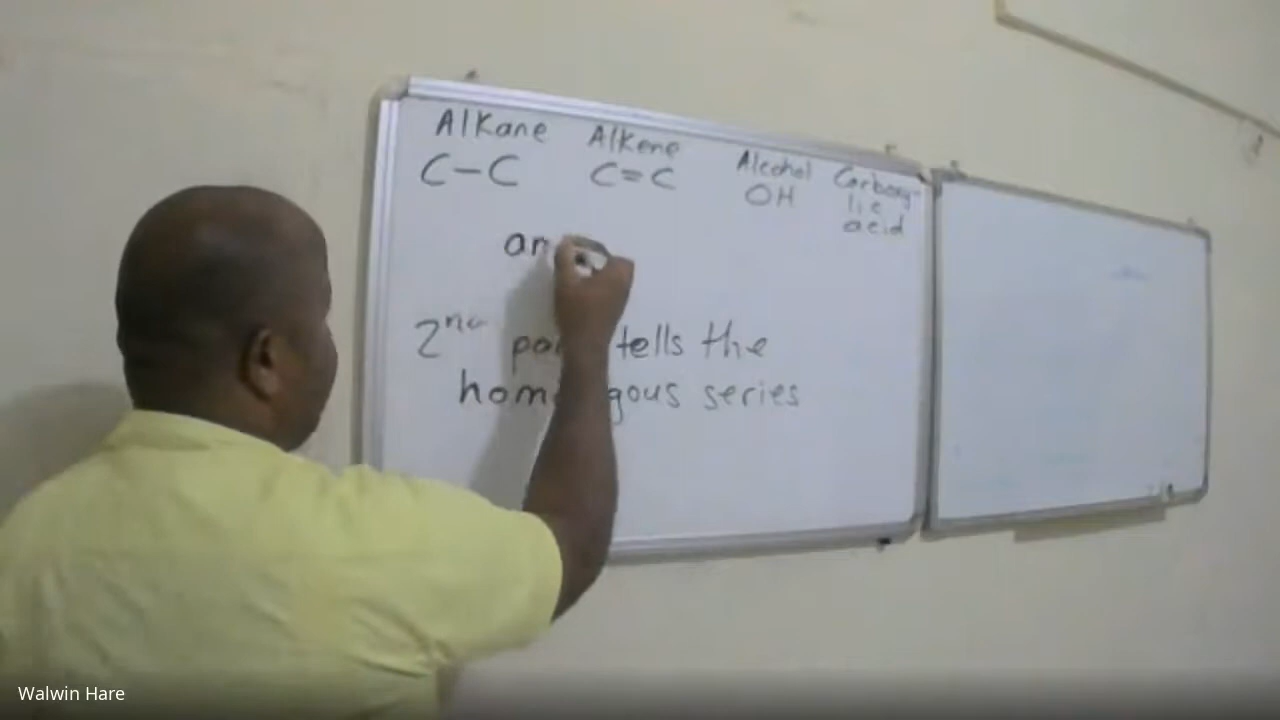 Alkane Alkene Alcohol Carboxy-
C-C C=C OH lic
acid
an
2nd tells the
series
Walwin Hare